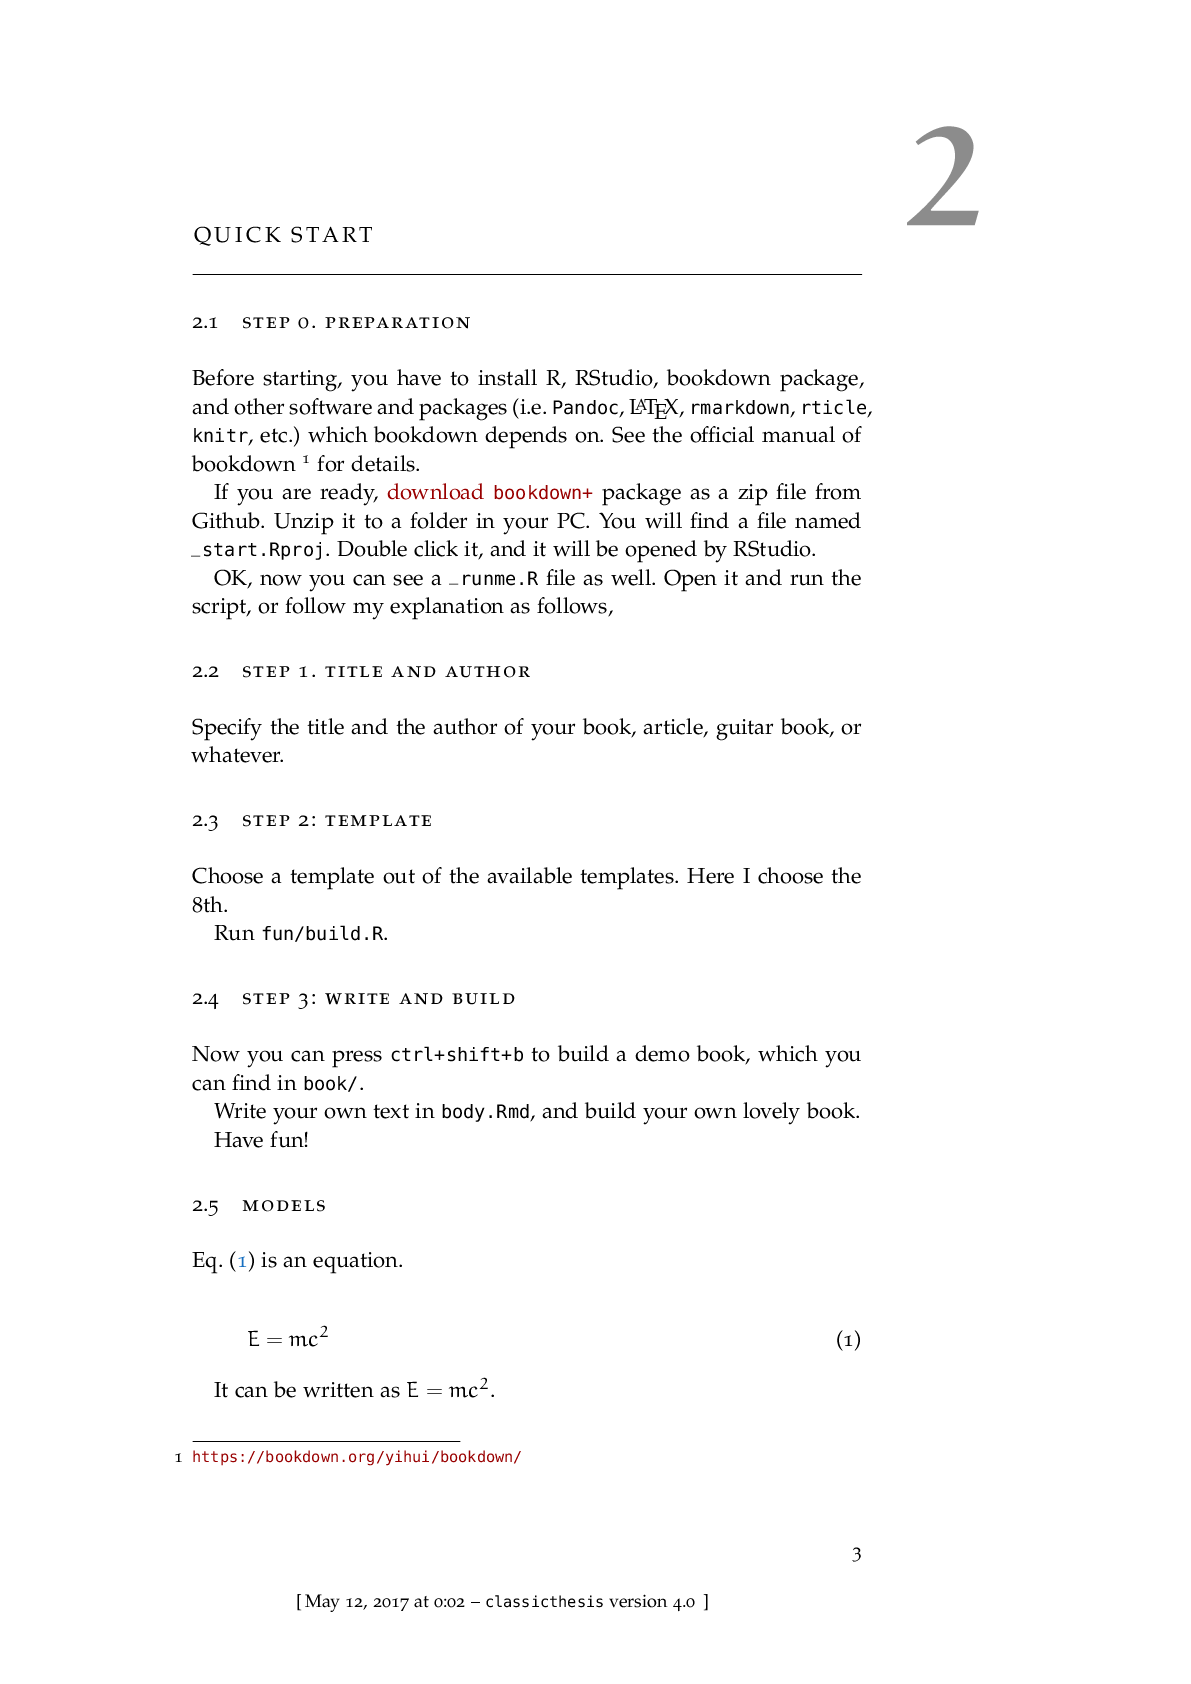 2
QUICK START
2.1 STEP 0. PREPARATION
Before starting, you have to install R, RStudio, bookdown package,
and other software and packages (i.e. Pandoc, LATEX, rmarkdown, rticle,
knitr, etc.) which bookdown depends on. See the official manual of
bookdown ¹ for details.
If you are ready, download bookdown+ package as a zip file from
Github. Unzip it to a folder in your PC. You will find a file named
_start.Rproj. Double click it, and it will be opened by RStudio.
OK, now you can see a _runme.R file as well. Open it and run the
script, or follow my explanation as follows,
2.2 STEP 1. TITLE AND AUTHOR
Specify the title and the author of your book, article, guitar book, or
whatever.
2.3 STEP 2: TEMPLATE
Choose a template out of the available templates. Here I choose the
8th.
Run fun/build.R.
2.4 STEP 3: WRITE AND BUILD
Now you can press ctrl+shift+b to build a demo book, which you
can find in book/.
Write your own text in body.Rmd, and build your own lovely book.
Have fun!
2.5 MODELS
Eq. (1) is an equation.
E = mc² (1)
It can be written as E = mc².
1 https://bookdown.org/yihui/bookdown/
3
[ May 12, 2017 at 0:02 – classicthesis version 4.0 ]